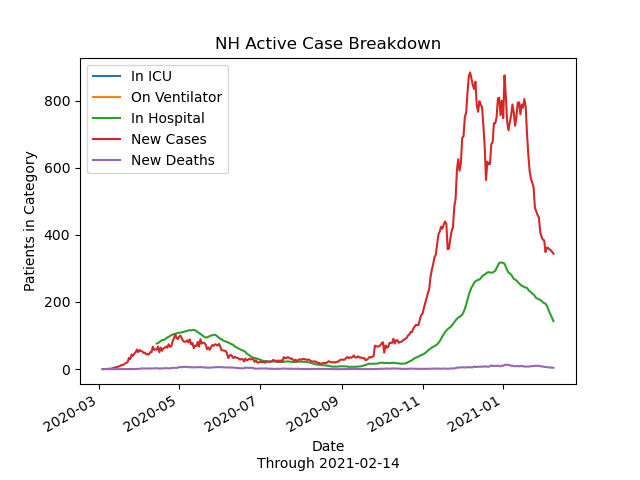 NH Active Case Breakdown
In ICU
On Ventilator
In Hospital
New Cases
New Deaths
Patients in Category
800
600
400
200
0
2020-03
2020-05
2020-07
2020-09
2020-11
2021-01
Date
Through 2021-02-14